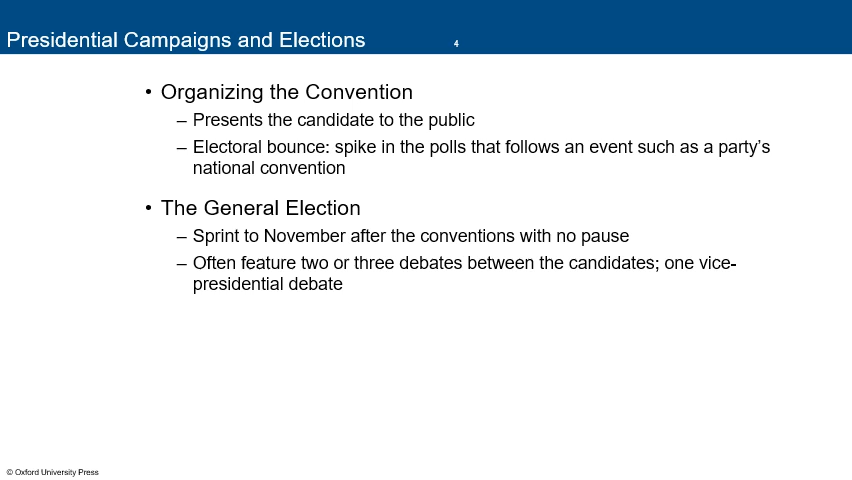 Presidential Campaigns and Elections 4
• Organizing the Convention
– Presents the candidate to the public
– Electoral bounce: spike in the polls that follows an event such as a party’s
national convention
• The General Election
– Sprint to November after the conventions with no pause
– Often feature two or three debates between the candidates; one vice-
presidential debate
© Oxford University Press